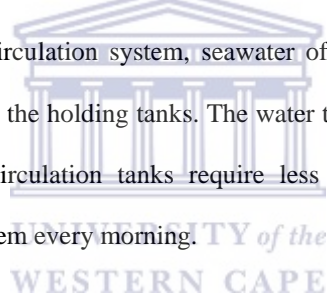 irculation system, seawater of
the holding tanks. The water t
irculation tanks require less
em every morning.
UNIVERSITY of the
WESTERN CAPE